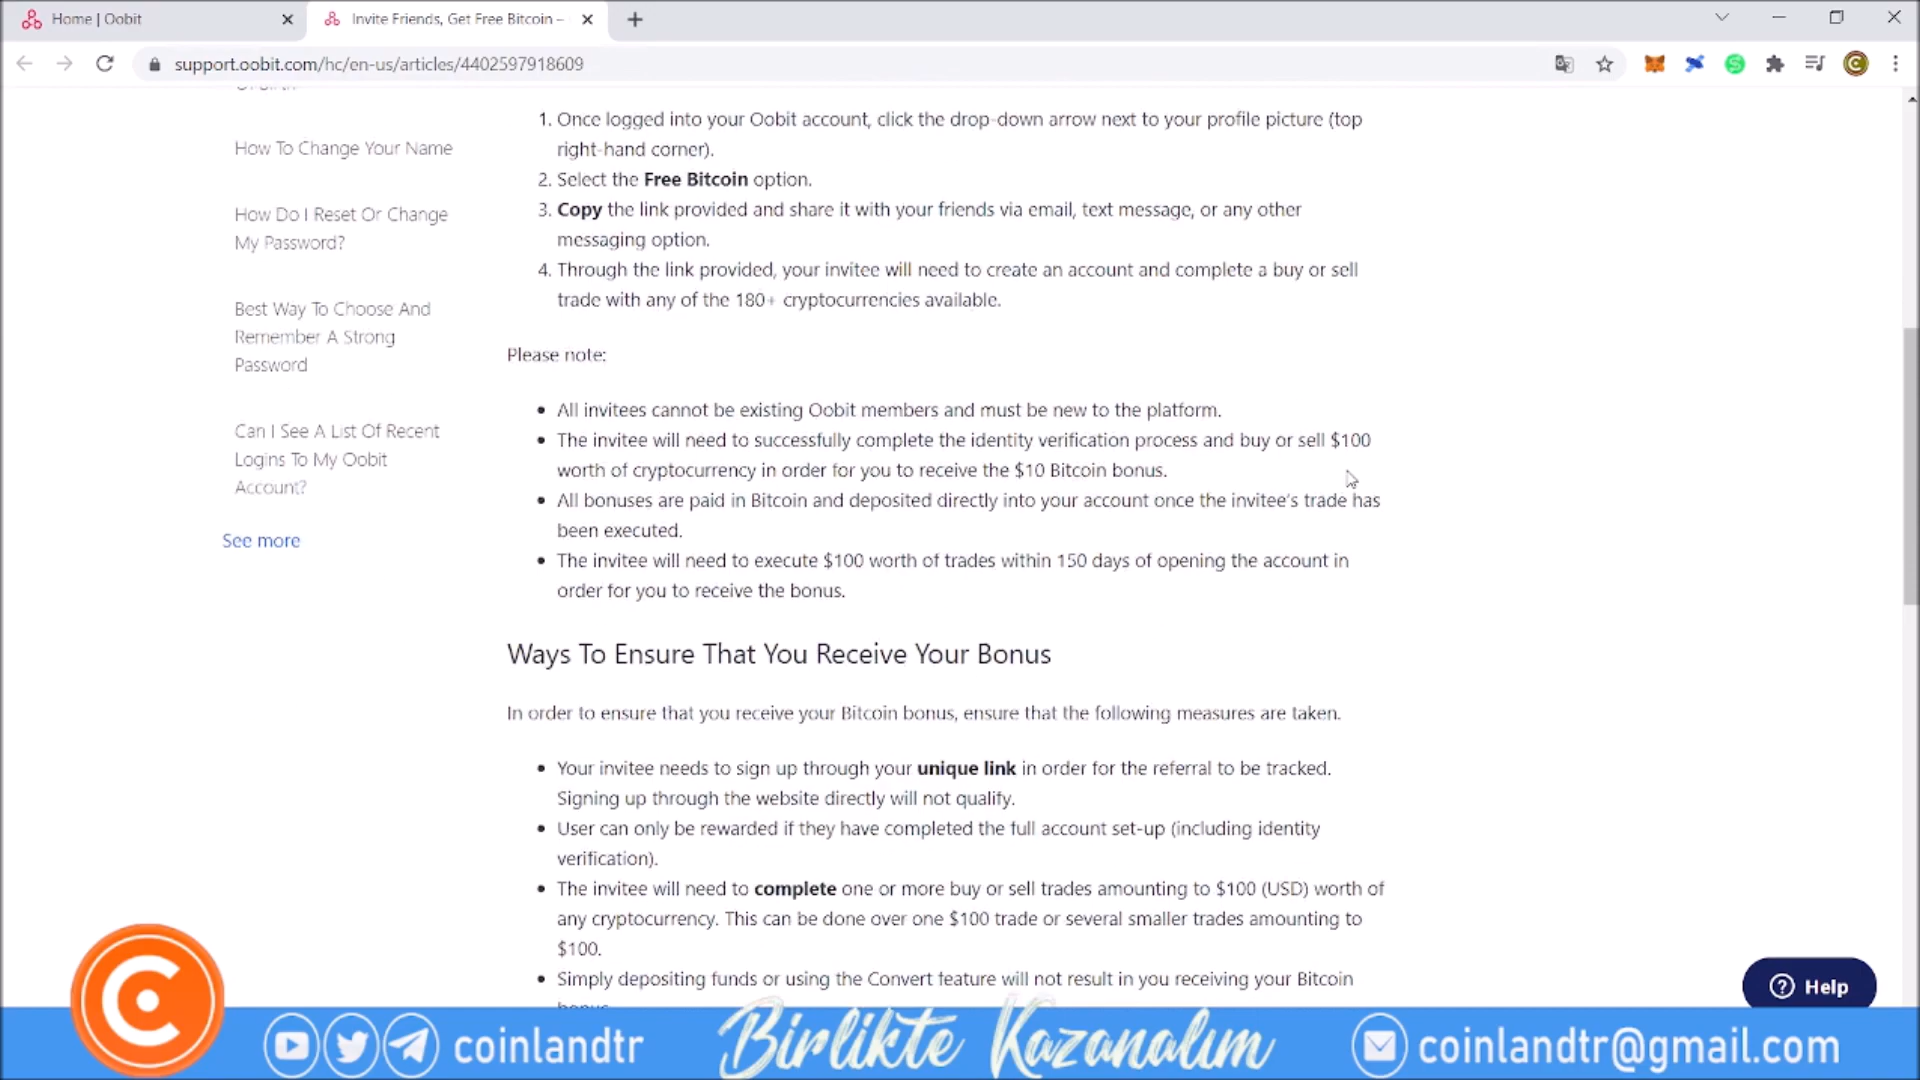 Home | Oobit
Invite Friends, Get Free Bitcoin –
support.oobit.com/hc/en-us/articles/4402597918609
How To Change Your Name
How Do I Reset Or Change
My Password?
Best Way To Choose And
Remember A Strong
Password
Can I See A List Of Recent
Logins To My Oobit
Account?
See more
1. Once logged into your Oobit account, click the drop-down arrow next to your profile picture (top
right-hand corner).
2. Select the Free Bitcoin option.
3. Copy the link provided and share it with your friends via email, text message, or any other
messaging option.
4. Through the link provided, your invitee will need to create an account and complete a buy or sell
trade with any of the 180+ cryptocurrencies available.
Please note:
• All invitees cannot be existing Oobit members and must be new to the platform.
• The invitee will need to successfully complete the identity verification process and buy or sell $100
worth of cryptocurrency in order for you to receive the $10 Bitcoin bonus.
• All bonuses are paid in Bitcoin and deposited directly into your account once the invitee's trade has
been executed.
• The invitee will need to execute $100 worth of trades within 150 days of opening the account in
order for you to receive the bonus.
Ways To Ensure That You Receive Your Bonus
In order to ensure that you receive your Bitcoin bonus, ensure that the following measures are taken.
• Your invitee needs to sign up through your unique link in order for the referral to be tracked.
Signing up through the website directly will not qualify.
• User can only be rewarded if they have completed the full account set-up (including identity
verification).
• The invitee will need to complete one or more buy or sell trades amounting to $100 (USD) worth of
any cryptocurrency. This can be done over one $100 trade or several smaller trades amounting to
$100.
• Simply depositing funds or using the Convert feature will not result in you receiving your Bitcoin
Help
coinlandtr
Birlikte Kazanalım
coinlandtr@gmail.com